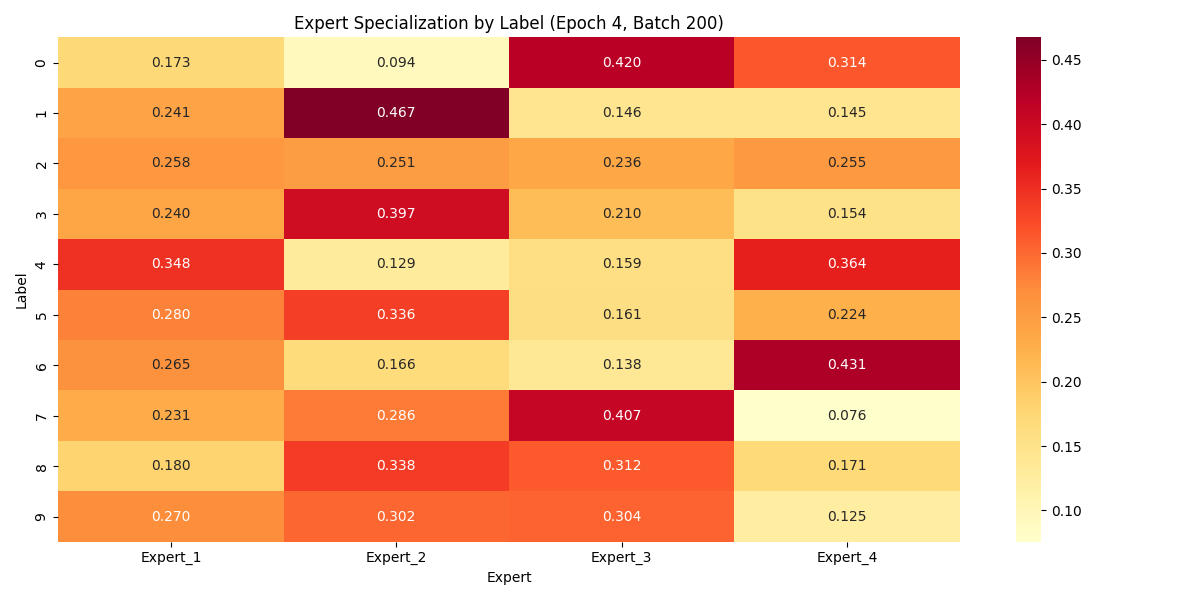 Expert Specialization by Label (Epoch 4, Batch 200)
Label
0 0.173 0.094 0.420 0.314
1 0.241 0.467 0.146 0.145
2 0.258 0.251 0.236 0.255
3 0.240 0.397 0.210 0.154
4 0.348 0.129 0.159 0.364
5 0.280 0.336 0.161 0.224
6 0.265 0.166 0.138 0.431
7 0.231 0.286 0.407 0.076
8 0.180 0.338 0.312 0.171
9 0.270 0.302 0.304 0.125
Expert_1 Expert_2 Expert_3 Expert_4
Expert
0.45
0.40
0.35
0.30
0.25
0.20
0.15
0.10